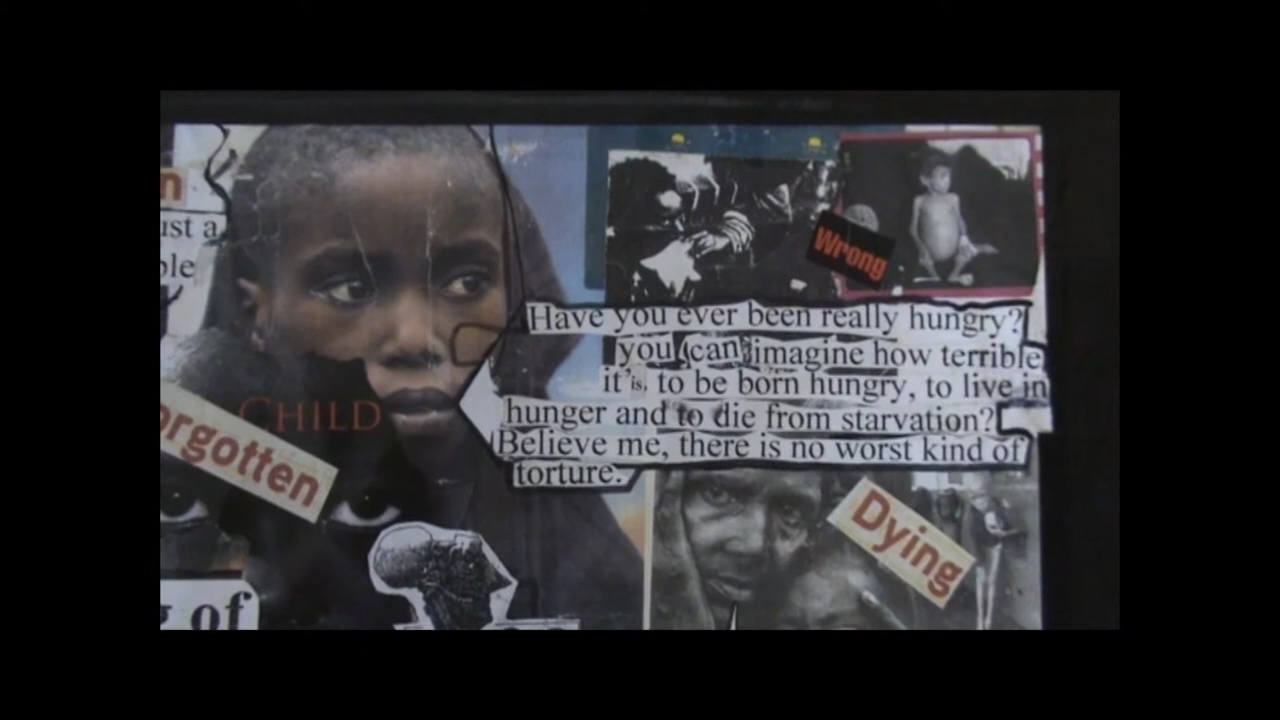 n
ust a
ple
Wrong
Have you ever been really hungry?
you can imagine how terrible
it's, to be born hungry, to live in
hunger and to die from starvation?
Believe me, there is no worst kind of
torture.
CHILD
orgotten
Dying
of